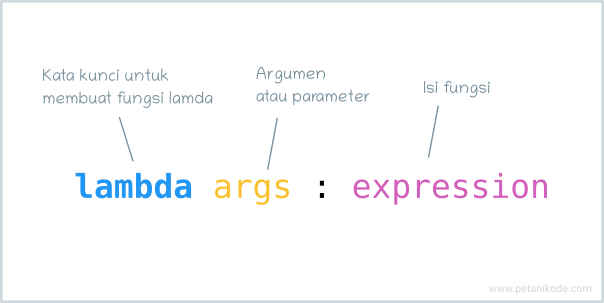 Kata kunci untuk
membuat fungsi lamda
Argumen
atau parameter
Isi fungsi
lambda args : expression
www.petanikode.com